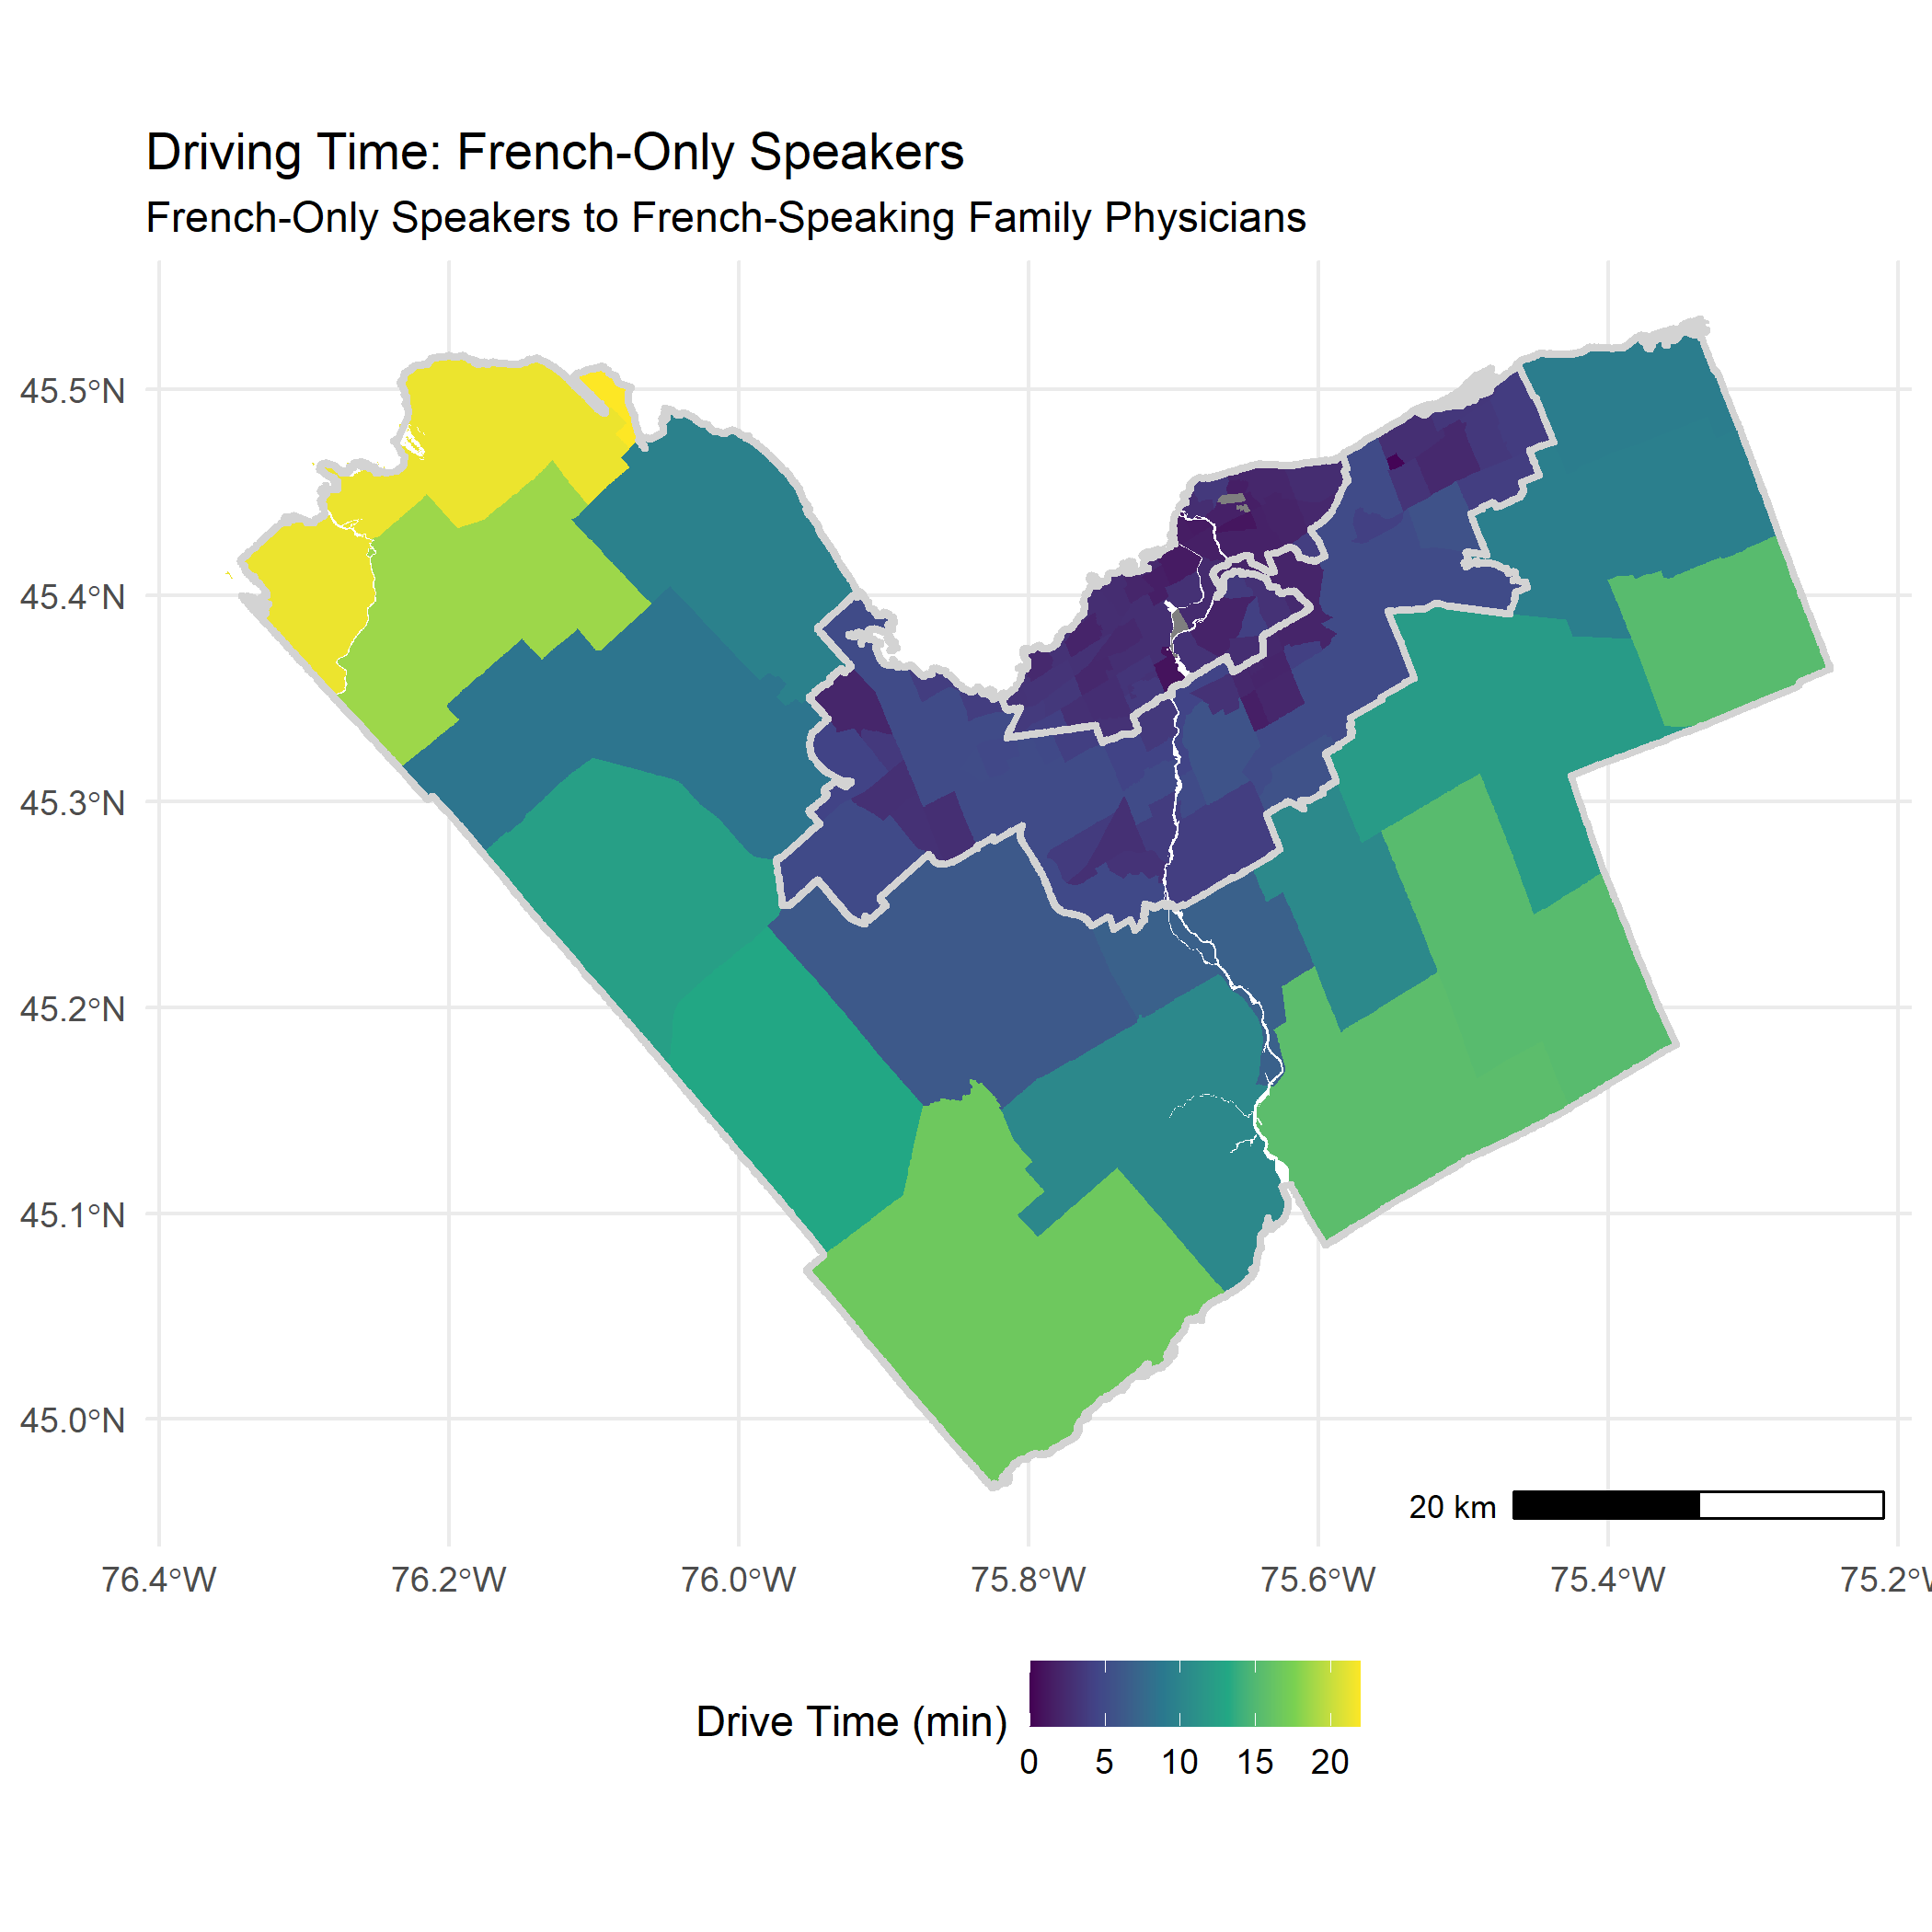 Driving Time: French-Only Speakers
French-Only Speakers to French-Speaking Family Physicians
45.5°N
45.4°N
45.3°N
45.2°N
45.1°N
45.0°N
20 km
76.4°W 76.2°W 76.0°W 75.8°W 75.6°W 75.4°W 75.2°W
Drive Time (min)
0 5 10 15 20